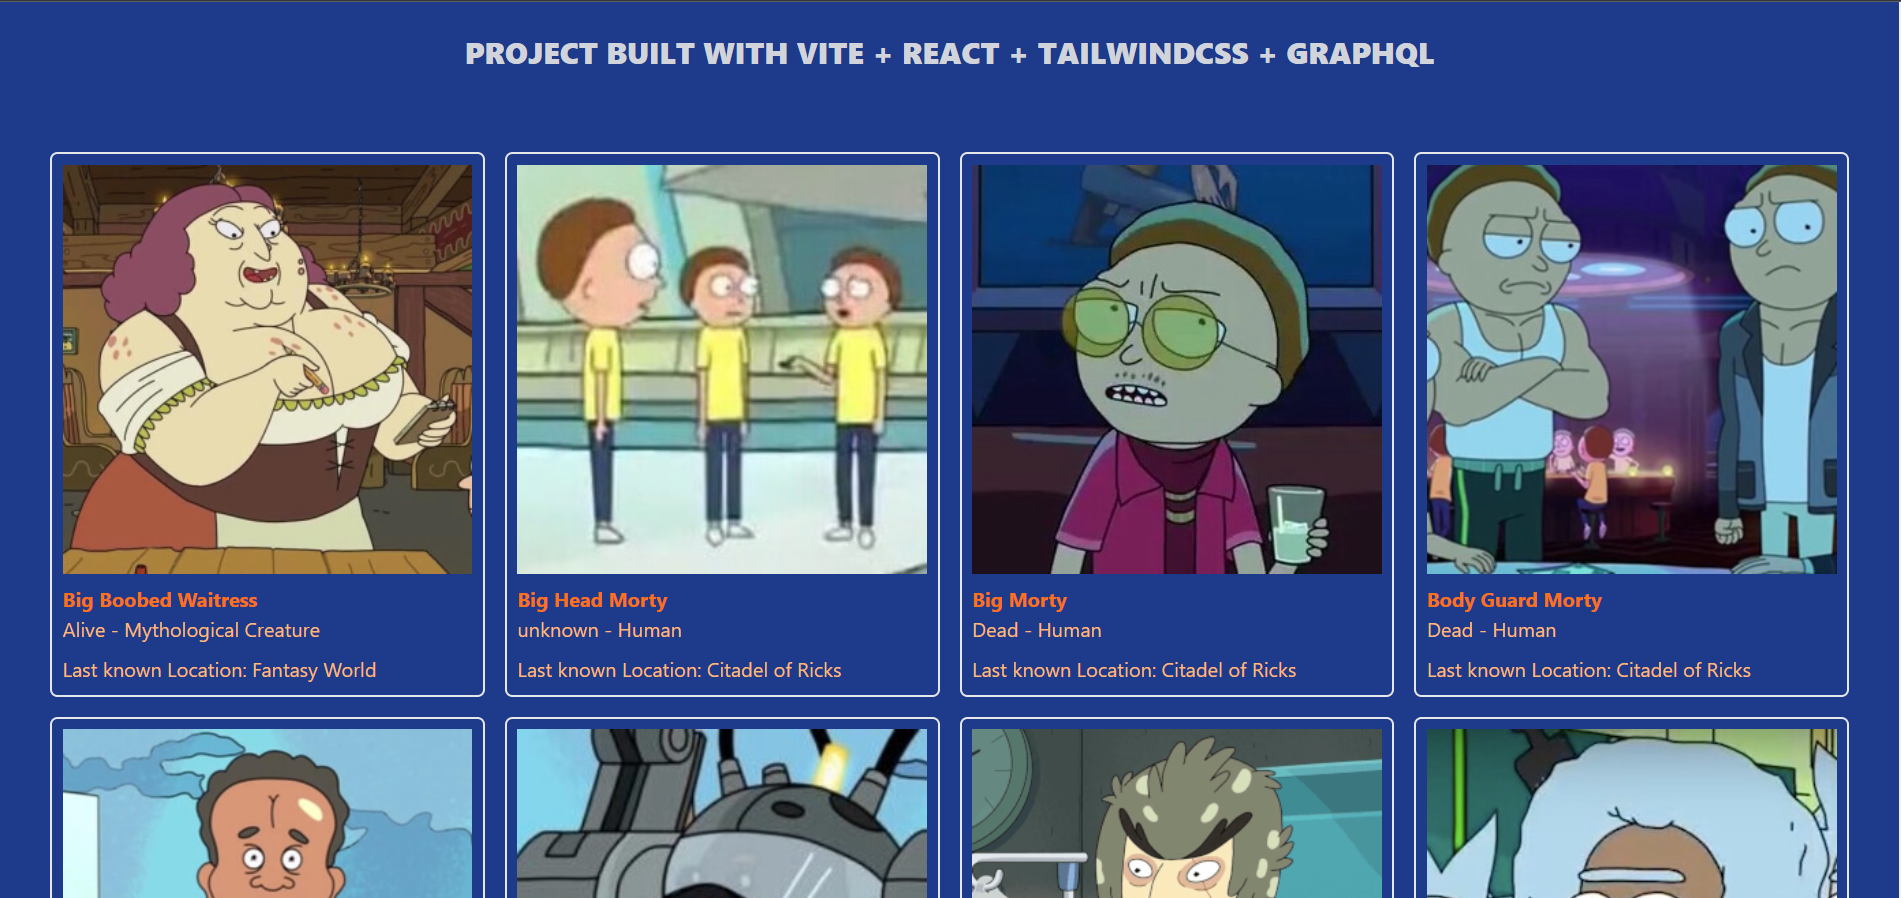 PROJECT BUILT WITH VITE + REACT + TAILWINDCSS + GRAPHQL
Big Boobed Waitress
Alive - Mythological Creature
Last known Location: Fantasy World
Big Head Morty
unknown - Human
Last known Location: Citadel of Ricks
Big Morty
Dead - Human
Last known Location: Citadel of Ricks
Body Guard Morty
Dead - Human
Last known Location: Citadel of Ricks